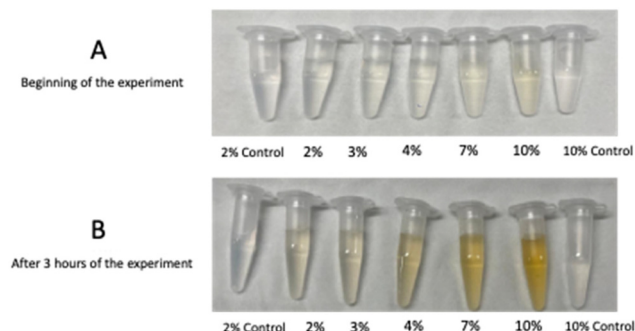 A
Beginning of the experiment
2% Control 2% 3% 4% 7% 10% 10% Control
B
After 3 hours of the experiment
2% Control 2% 3% 4% 7% 10% 10% Control